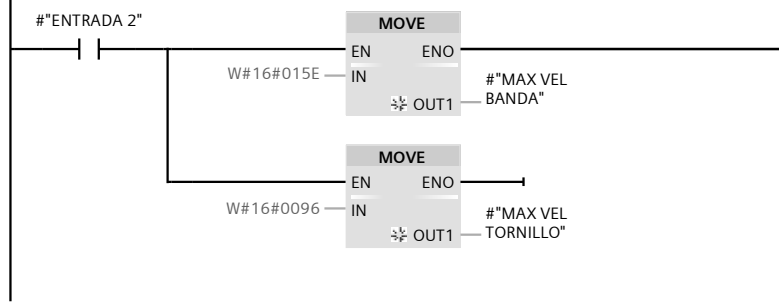 #"ENTRADA 2"
MOVE
EN ENO
W#16#015E IN
#"MAX VEL
OUT1 BANDA"
MOVE
EN ENO
W#16#0096 IN
#"MAX VEL
OUT1 TORNILLO"